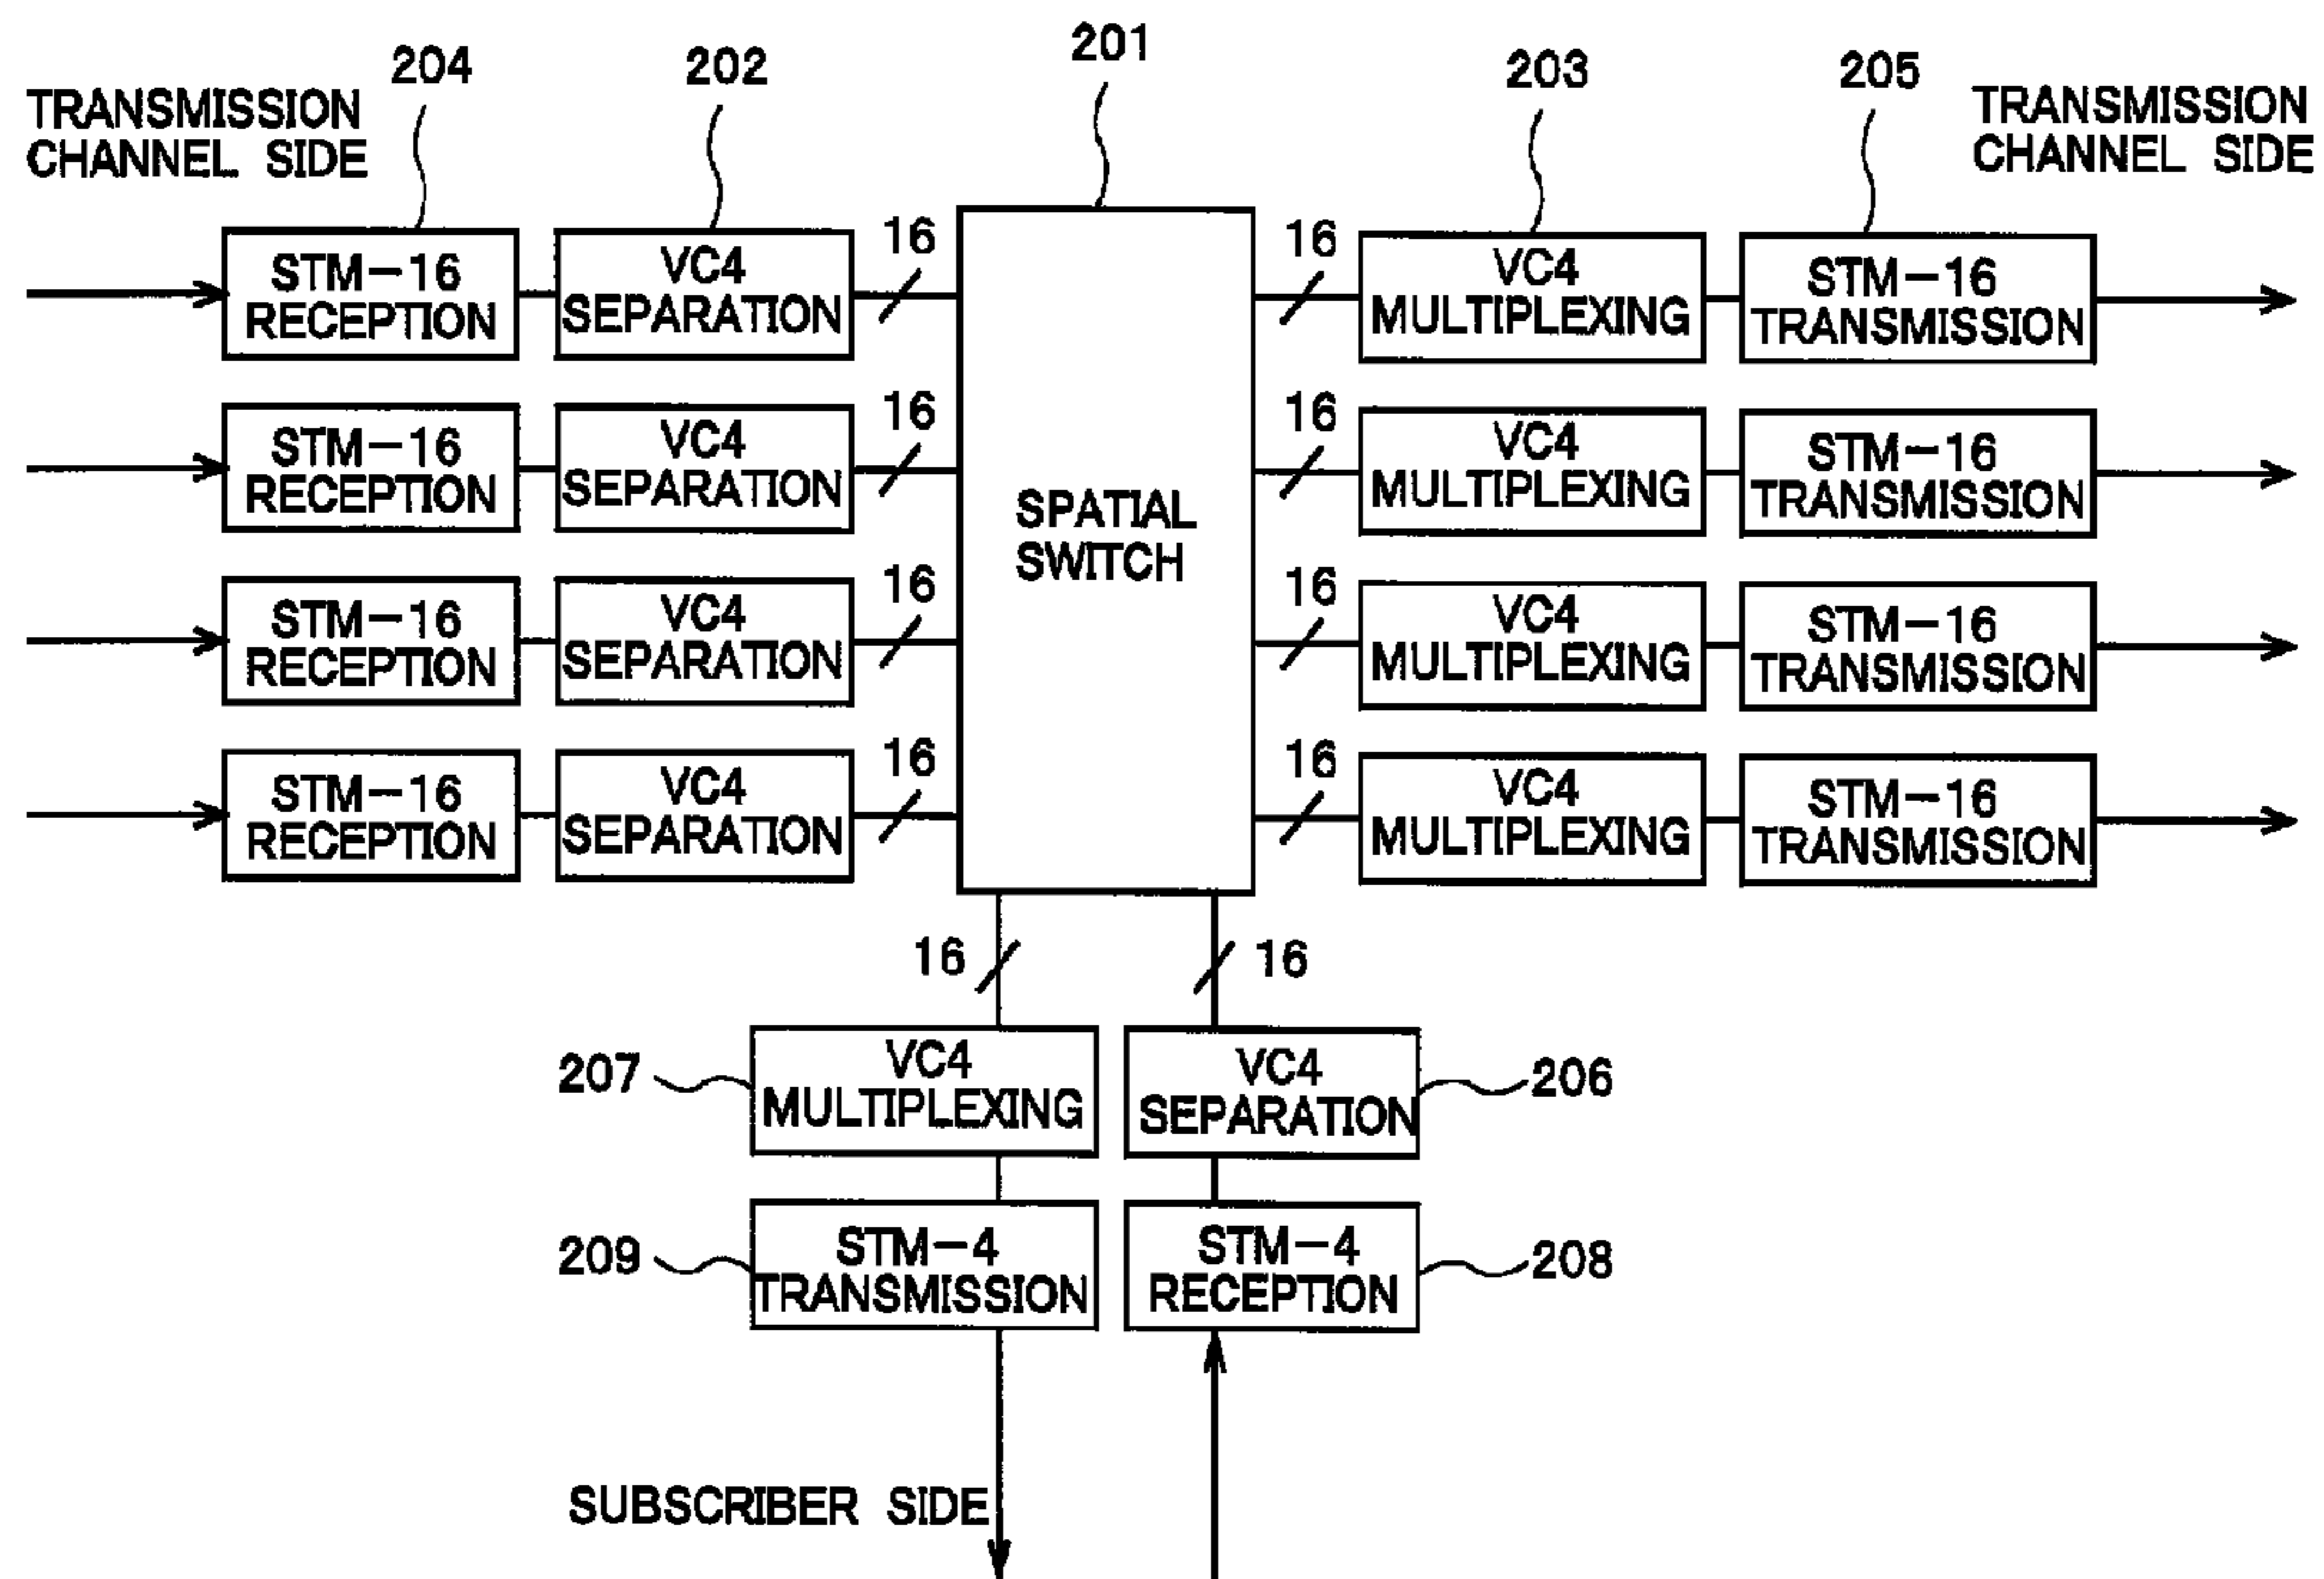 204
202
201
203
205
TRANSMISSION
CHANNEL SIDE
TRANSMISSION
CHANNEL SIDE
STM-16
RECEPTION
VC4
SEPARATION
16
16
VC4
MULTIPLEXING
STM-16
TRANSMISSION
STM-16
RECEPTION
VC4
SEPARATION
16
16
VC4
MULTIPLEXING
STM-16
TRANSMISSION
SPATIAL
SWITCH
STM-16
RECEPTION
VC4
SEPARATION
16
16
VC4
MULTIPLEXING
STM-16
TRANSMISSION
STM-16
RECEPTION
VC4
SEPARATION
16
16
VC4
MULTIPLEXING
STM-16
TRANSMISSION
16
16
207
VC4
MULTIPLEXING
VC4
SEPARATION
206
209
STM-4
TRANSMISSION
STM-4
RECEPTION
208
SUBSCRIBER SIDE